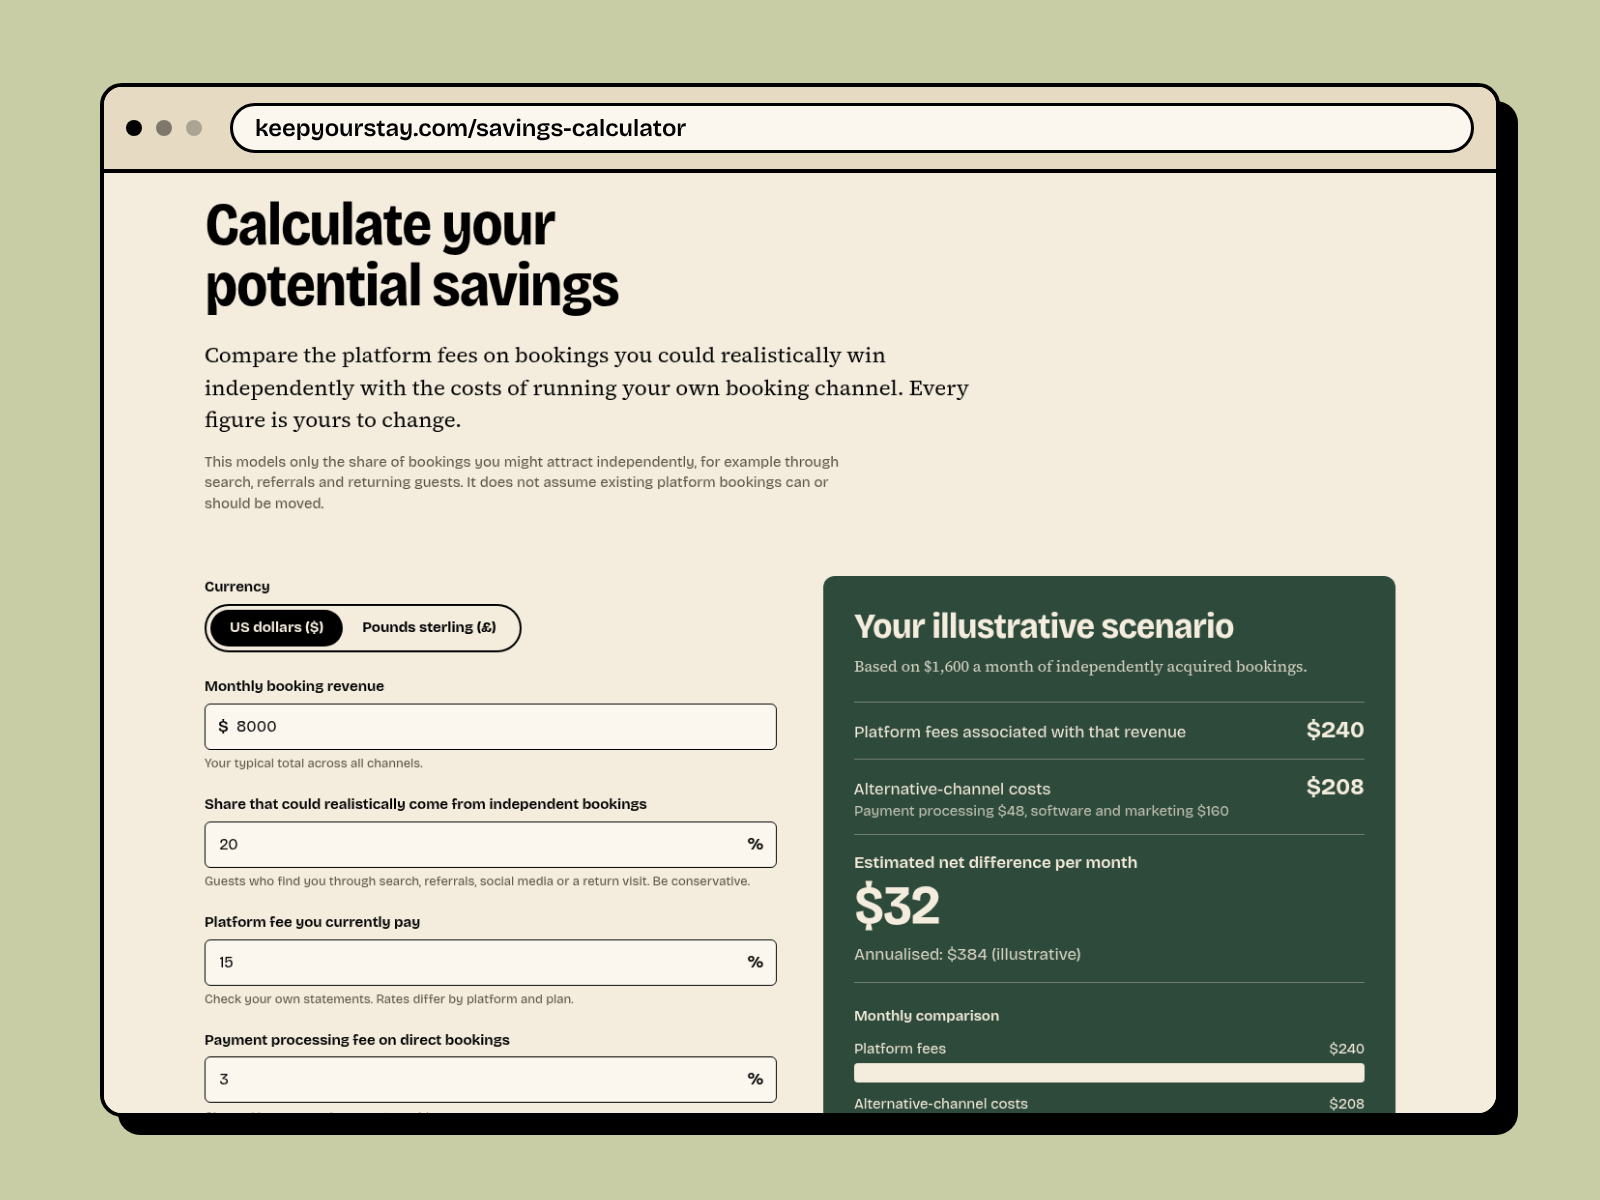 keepyourstay.com/savings-calculator
Calculate your
potential savings
Compare the platform fees on bookings you could realistically win
independently with the costs of running your own booking channel. Every
figure is yours to change.
This models only the share of bookings you might attract independently, for example through
search, referrals and returning guests. It does not assume existing platform bookings can or
should be moved.
Currency
US dollars ($) Pounds sterling (£)
Monthly booking revenue
$ 8000
Your typical total across all channels.
Share that could realistically come from independent bookings
20 %
Guests who find you through search, referrals, social media or a return visit. Be conservative.
Platform fee you currently pay
15 %
Check your own statements. Rates differ by platform and plan.
Payment processing fee on direct bookings
3 %
Your illustrative scenario
Based on $1,600 a month of independently acquired bookings.
Platform fees associated with that revenue $240
Alternative-channel costs $208
Payment processing $48, software and marketing $160
Estimated net difference per month
$32
Annualised: $384 (illustrative)
Monthly comparison
Platform fees $240
Alternative-channel costs $208